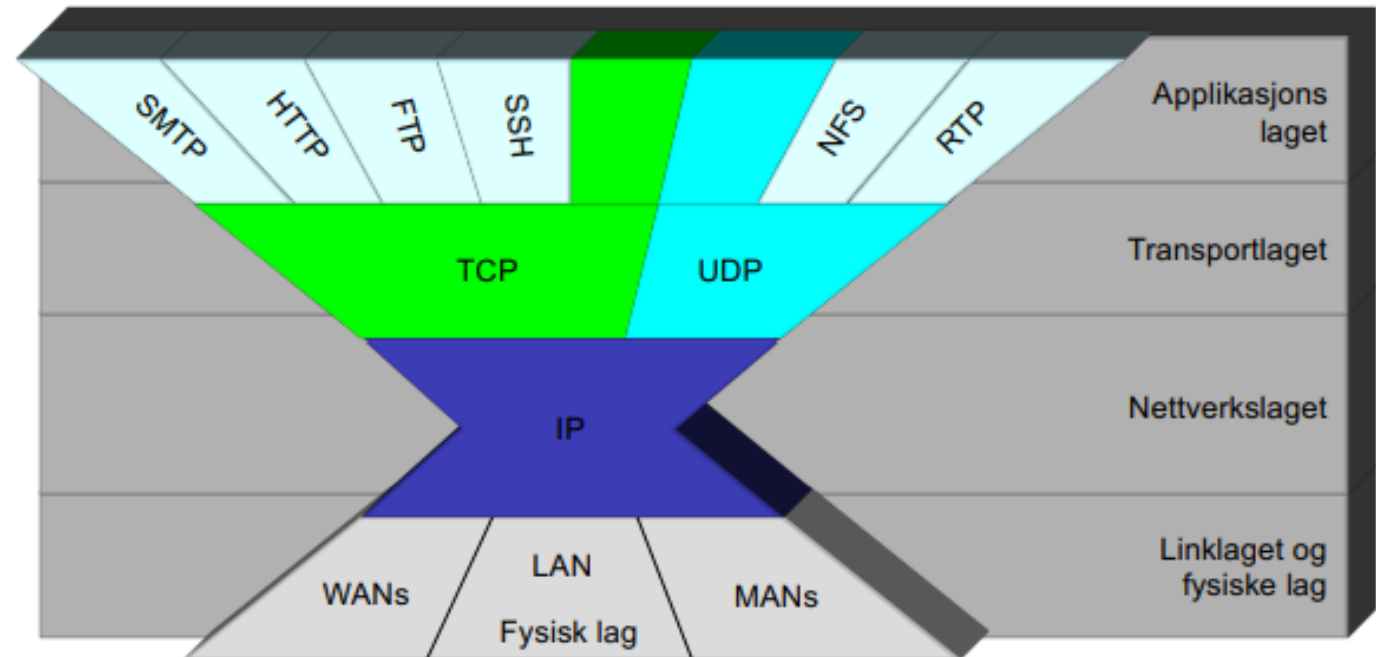 SMTP
HTTP
FTP
SSH
NFS
RTP
Applikasjons
laget
TCP
UDP
Transportlaget
IP
Nettverkslaget
WANs
LAN
Fysisk lag
MANs
Linklaget og
fysiske lag